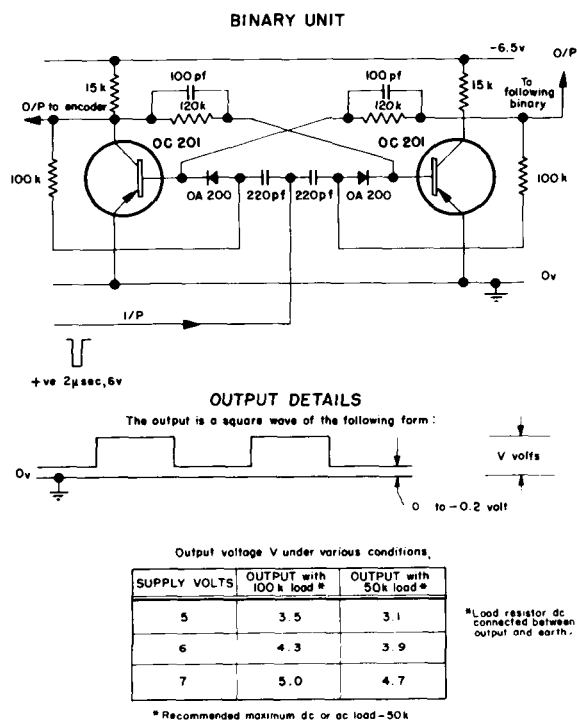 BINARY UNIT
-6.5v
O/P
15k
100 pf
120k
100 pf
120k
15k
To following binary
O/P to encoder
OC 201
OC 201
100 k
OA 200
220pf
220pf
OA 200
100 k
Ov
I/P
+ve 2μsec, 6v
OUTPUT DETAILS
The output is a square wave of the following form :
Ov
V volts
0 to -0.2 volt
Output voltage V under various conditions.
SUPPLY VOLTS
OUTPUT with 100k load *
OUTPUT with 50k load *
5 3.5 3.1
6 4.3 3.9
7 5.0 4.7
*Load resistor dc
connected between
output and earth.
* Recommended maximum dc or ac load - 50k